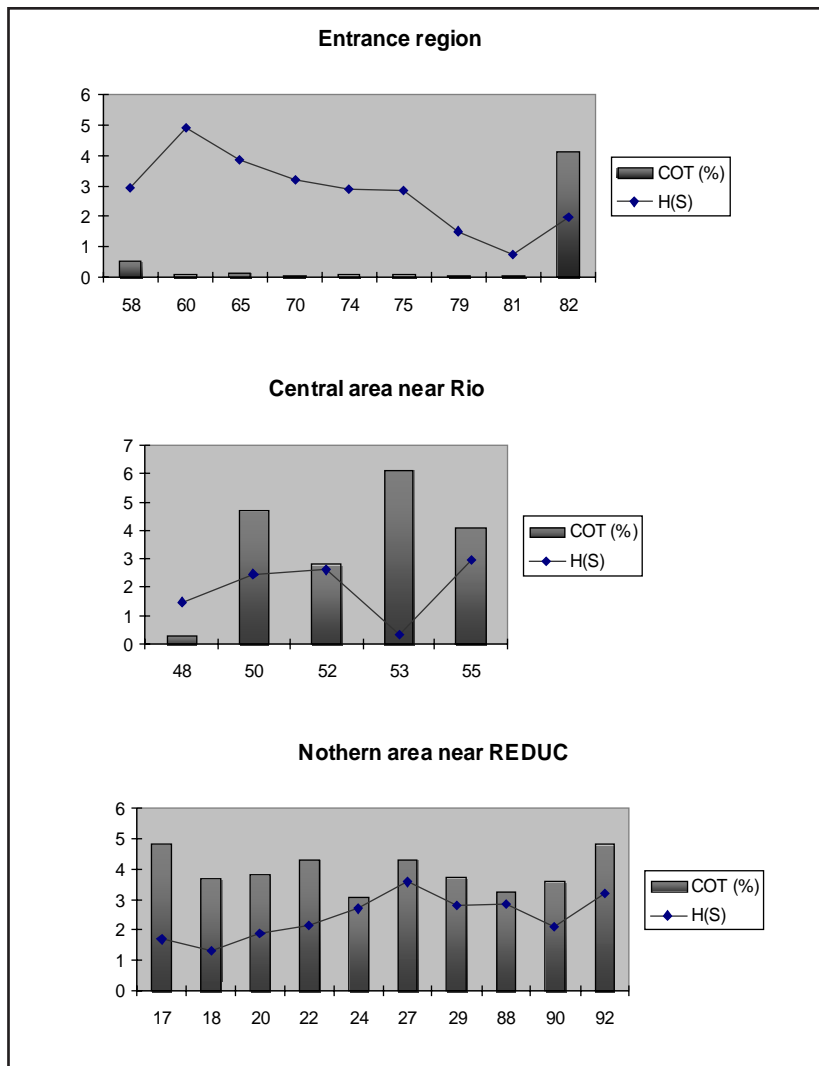 Entrance region
6
5
4
3
2
1
0
58 60 65 70 74 75 79 81 82
COT (%)
H(S)
Central area near Rio
7
6
5
4
3
2
1
0
48 50 52 53 55
COT (%)
H(S)
Nothern area near REDUC
6
5
4
3
2
1
0
17 18 20 22 24 27 29 88 90 92
COT (%)
H(S)